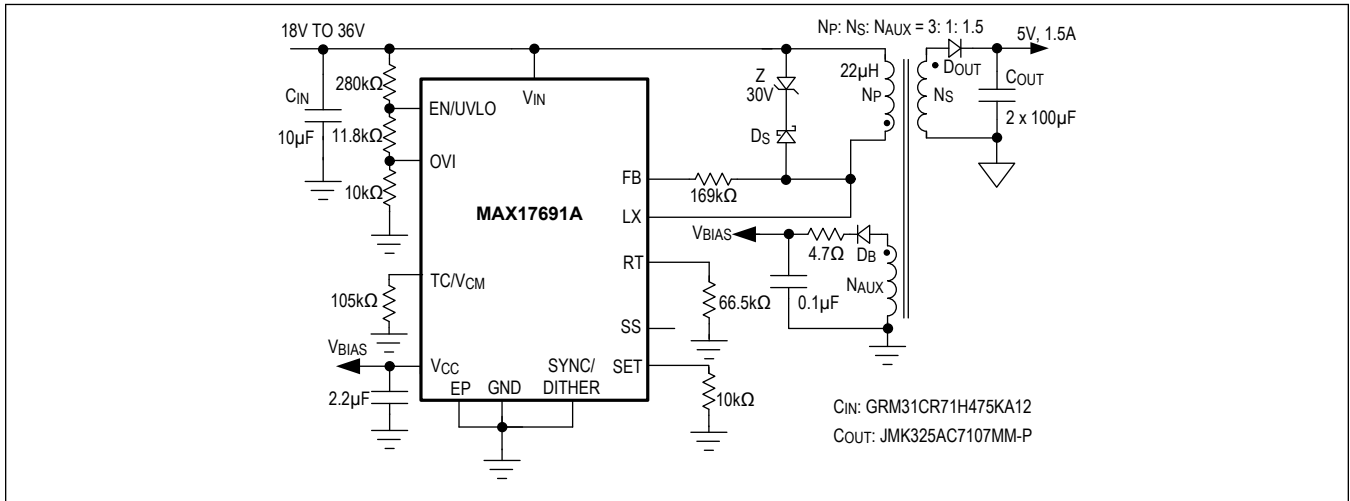 18V TO 36V
NP: NS: NAUX = 3: 1: 1.5
5V, 1.5A
CIN
10µF
280kΩ
11.8kΩ
10kΩ
VIN
EN/UVLO
OVI
MAX17691A
FB
LX
RT
SS
SET
TC/VCM
VCC
EP
GND
SYNC/
DITHER
Z
30V
DS
22µH
NP
NS
DOUT
COUT
2 x 100µF
169kΩ
VBIAS
4.7Ω
DB
NAUX
0.1µF
66.5kΩ
10kΩ
105kΩ
VBIAS
2.2µF
CIN: GRM31CR71H475KA12
COUT: JMK325AC7107MM-P